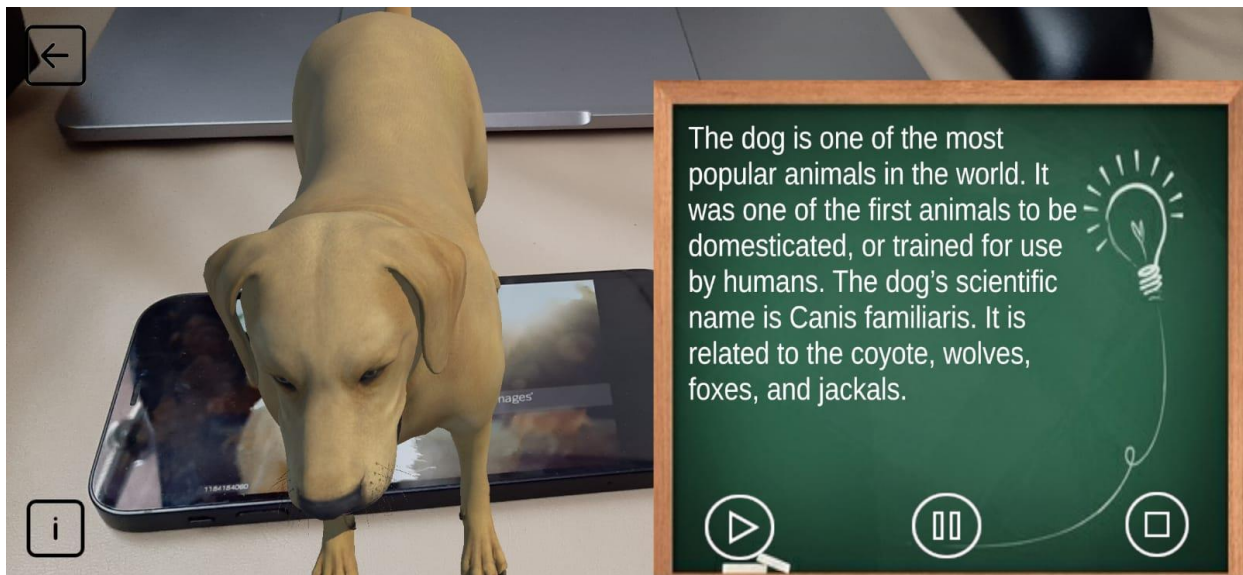 The dog is one of the most
popular animals in the world. It
was one of the first animals to be
domesticated, or trained for use
by humans. The dog’s scientific
name is Canis familiaris. It is
related to the coyote, wolves,
foxes, and jackals.
nages'
1184184080
i